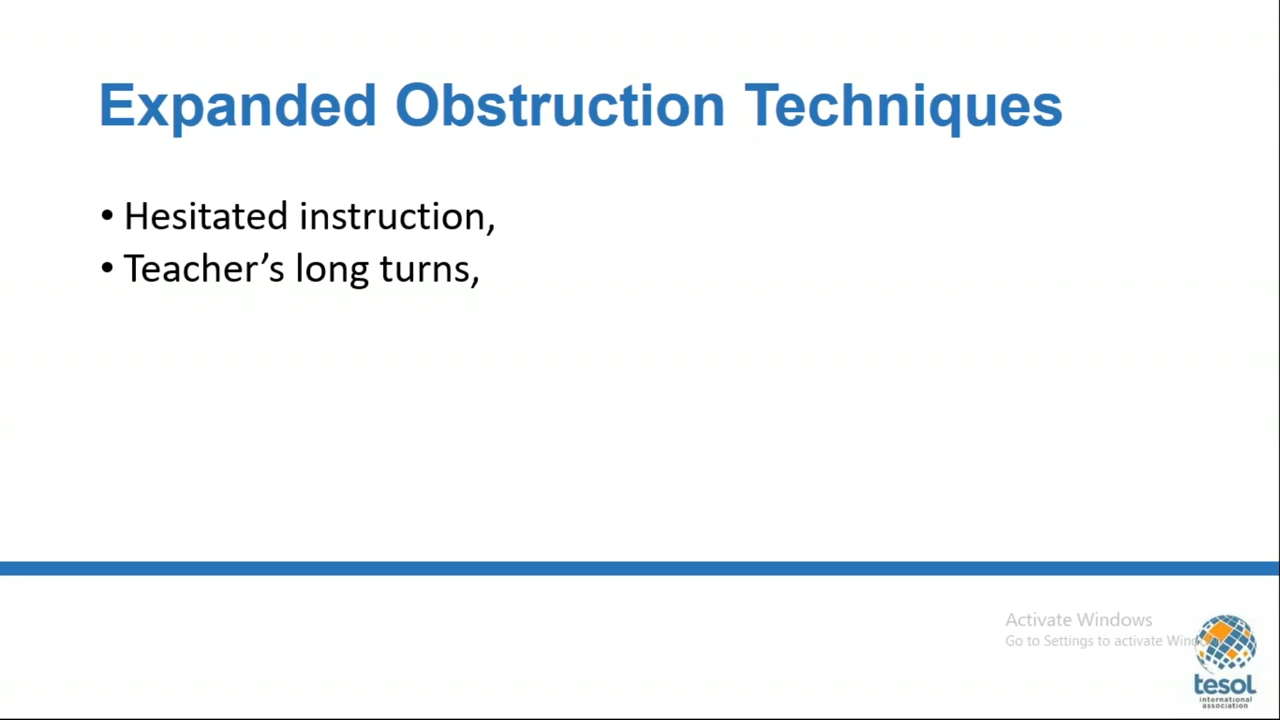 Expanded Obstruction Techniques
• Hesitated instruction,
• Teacher’s long turns,
Activate Windows
Go to Settings to activate
tesol
international
association